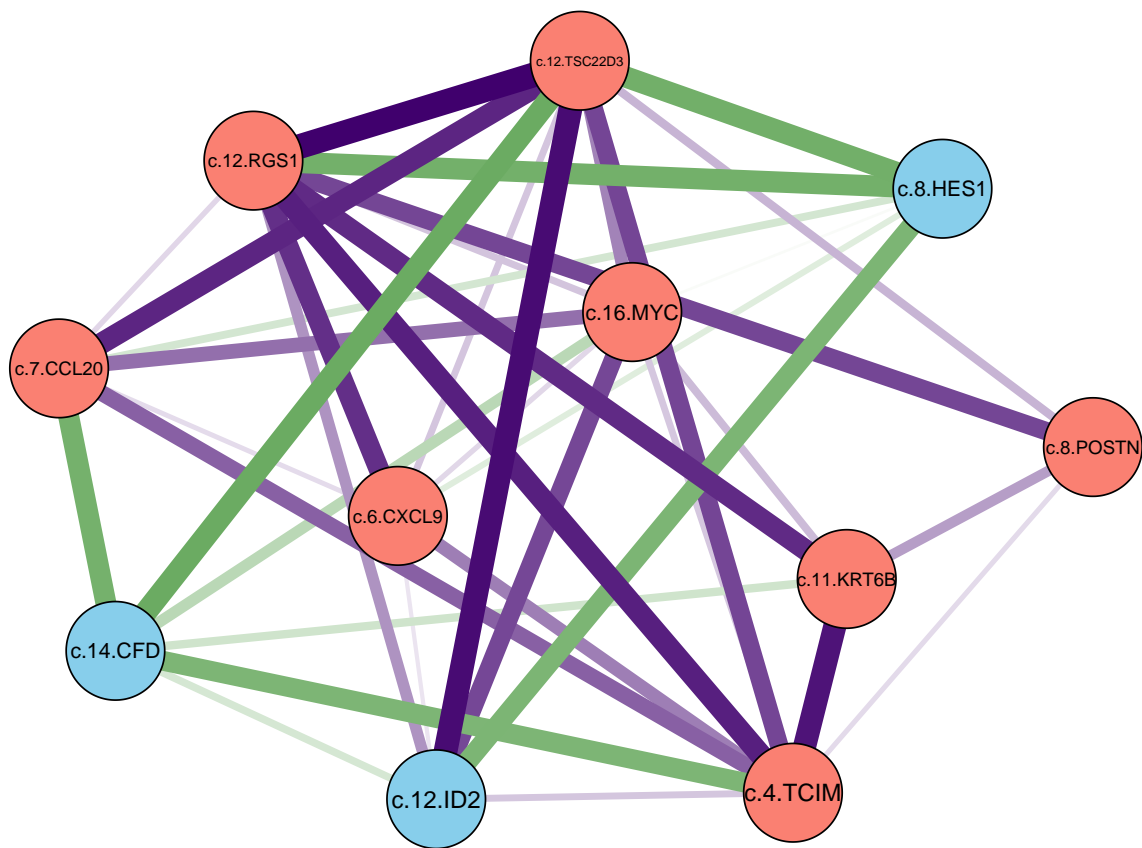 c.12.TSC22D3
c.12.RGS1
c.8.HES1
c.16.MYC
c.7.CCL20
c.8.POSTN
c.6.CXCL9
c.11.KRT6B
c.14.CFD
c.12.ID2
c.4.TCIM